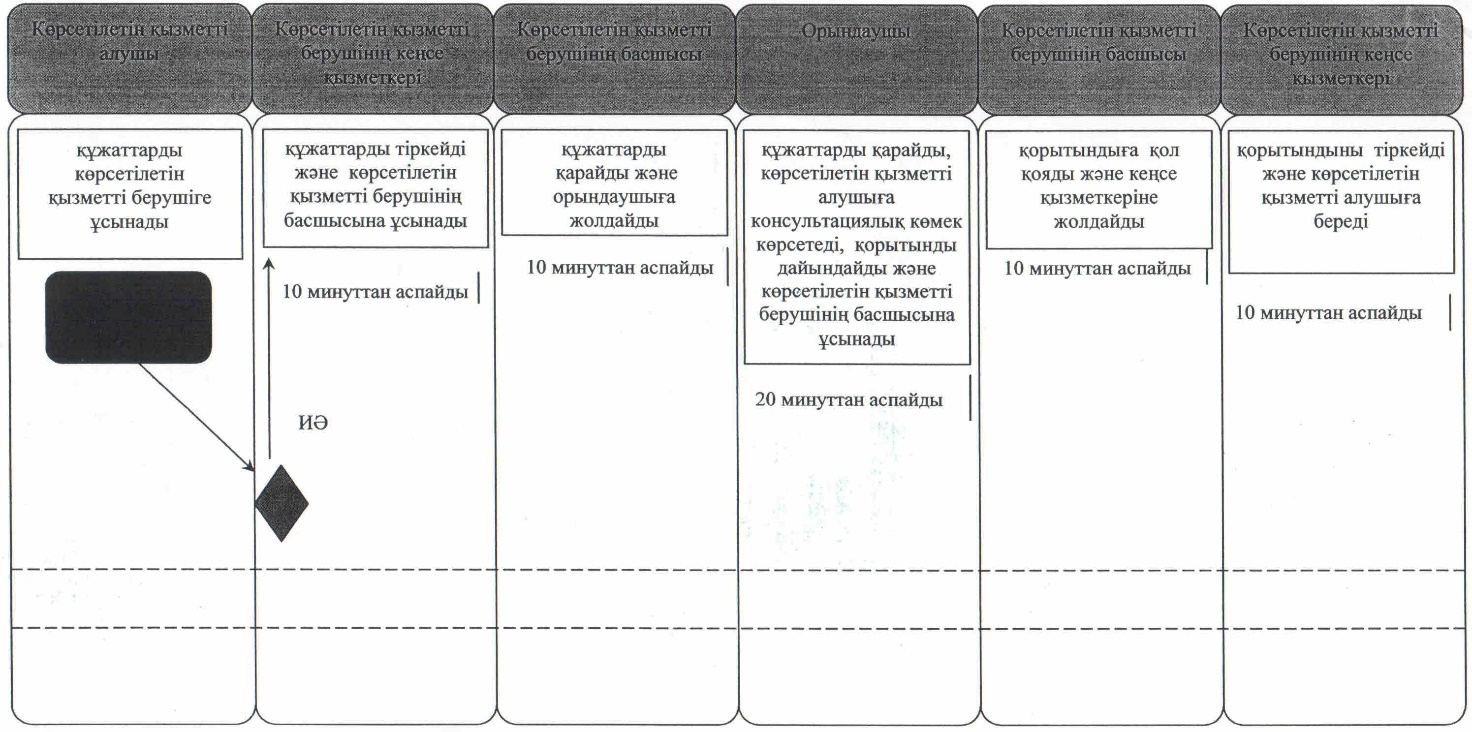 Көрсетілетін қызметті
алушы
Көрсетілетін қызметті
берушінің кеңсе
қызметкері
Көрсетілетін қызметті
берушінің басшысы
Орындаушы
Көрсетілетін қызметті
берушінің басшысы
Көрсетілетін қызметті
берушінің кеңсе
қызметкері
құжаттарды
көрсетілетін
қызметті берушіге
ұсынады
құжаттарды тіркейді
және көрсетілетін
қызметті берушінің
басшысына ұсынады
10 минуттан аспайды
ИӘ
құжаттарды
қарайды және
орындаушыға
жолдайды
10 минуттан аспайды
құжаттарды қарайды,
көрсетілетін қызметті
алушыға
консультациялық көмек
көрсетеді, қорытынды
дайындайды және
көрсетілетін қызметті
берушінің басшысына
ұсынады
20 минуттан аспайды
қорытындыға қол
қояды және кеңсе
қызметкеріне
жолдайды
10 минуттан аспайды
қорытындыны тіркейді
және көрсетілетін
қызметті алушыға
береді
10 минуттан аспайды